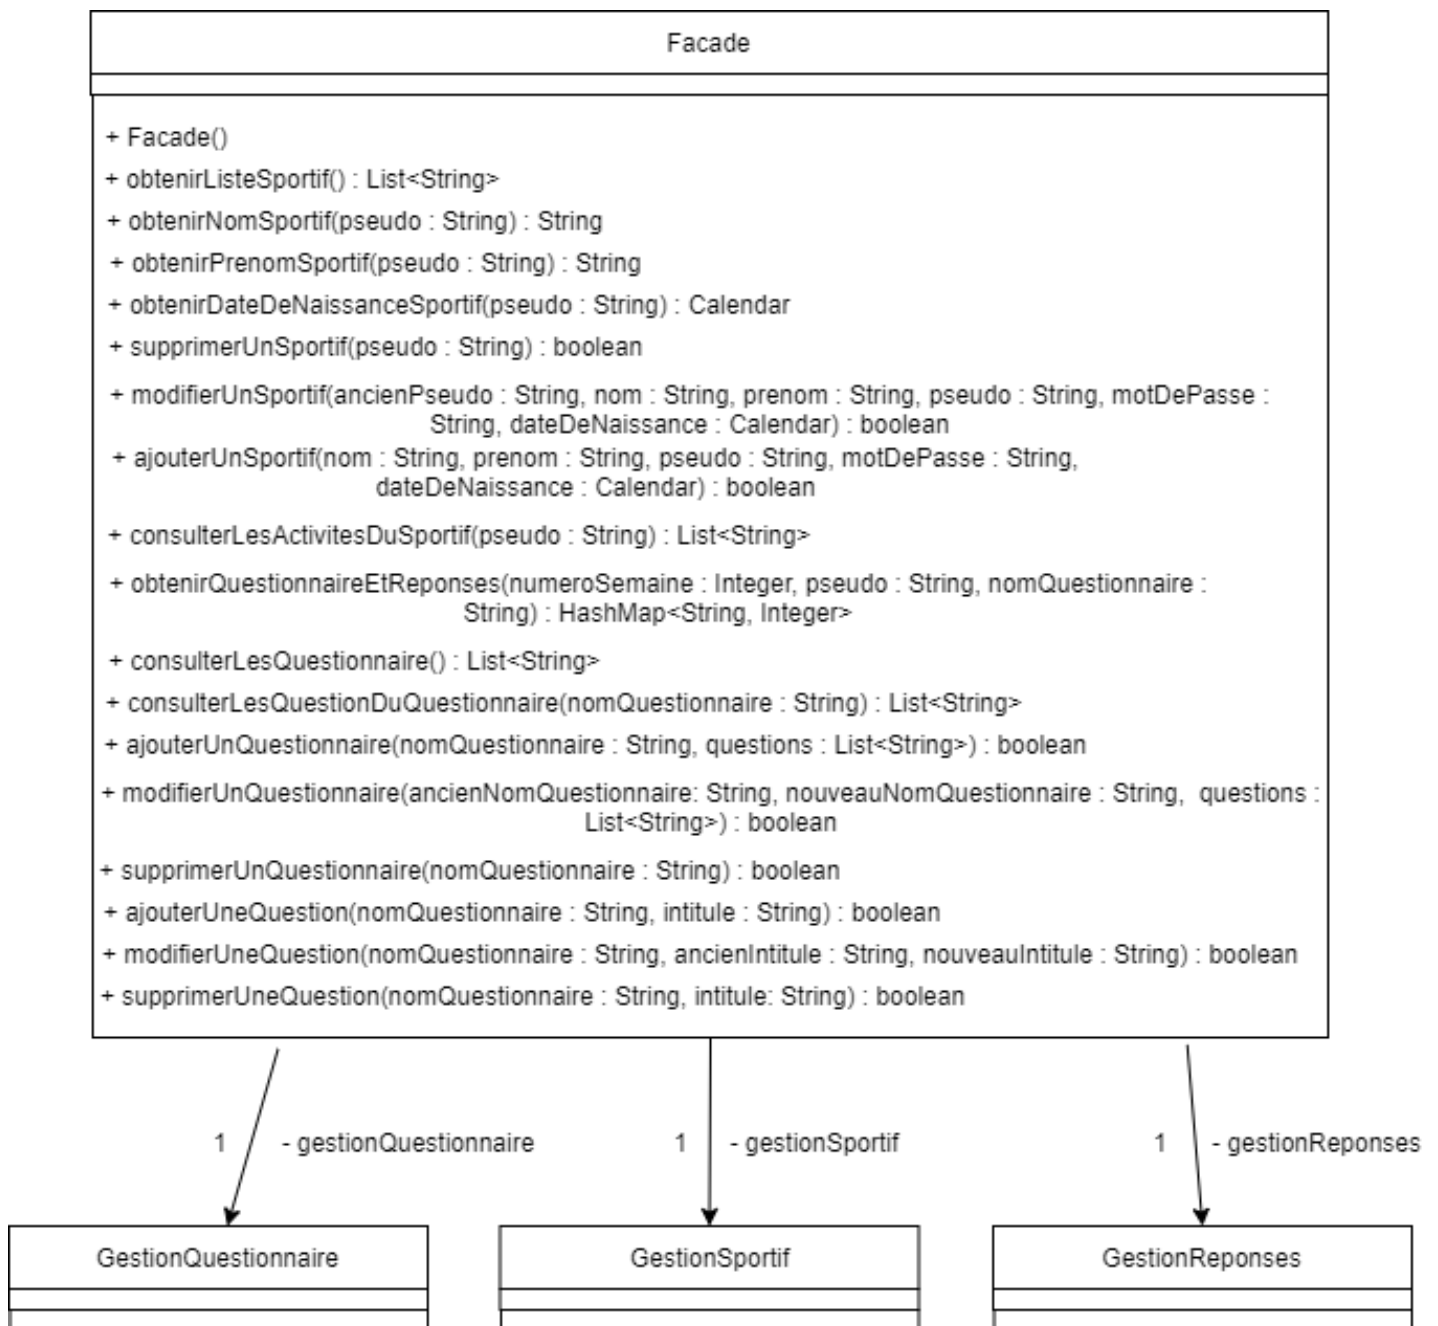 Facade
+ Facade()
+ obtenirListeSportif() : List<String>
+ obtenirNomSportif(pseudo : String) : String
+ obtenirPrenomSportif(pseudo : String) : String
+ obtenirDateDeNaissanceSportif(pseudo : String) : Calendar
+ supprimerUnSportif(pseudo : String) : boolean
+ modifierUnSportif(ancienPseudo : String, nom : String, prenom : String, pseudo : String, motDePasse :
String, dateDeNaissance : Calendar) : boolean
+ ajouterUnSportif(nom : String, prenom : String, pseudo : String, motDePasse : String,
dateDeNaissance : Calendar) : boolean
+ consulterLesActivitesDuSportif(pseudo : String) : List<String>
+ obtenirQuestionnaireEtReponses(numeroSemaine : Integer, pseudo : String, nomQuestionnaire :
String) : HashMap<String, Integer>
+ consulterLesQuestionnaire() : List<String>
+ consulterLesQuestionDuQuestionnaire(nomQuestionnaire : String) : List<String>
+ ajouterUnQuestionnaire(nomQuestionnaire : String, questions : List<String>) : boolean
+ modifierUnQuestionnaire(ancienNomQuestionnaire: String, nouveauNomQuestionnaire : String,  questions :
List<String>) : boolean
+ supprimerUnQuestionnaire(nomQuestionnaire : String) : boolean
+ ajouterUneQuestion(nomQuestionnaire : String, intitule : String) : boolean
+ modifierUneQuestion(nomQuestionnaire : String, ancienIntitule : String, nouveauIntitule : String) : boolean
+ supprimerUneQuestion(nomQuestionnaire : String, intitule: String) : boolean
1 - gestionQuestionnaire
1 - gestionSportif
1 - gestionReponses
GestionQuestionnaire
GestionSportif
GestionReponses